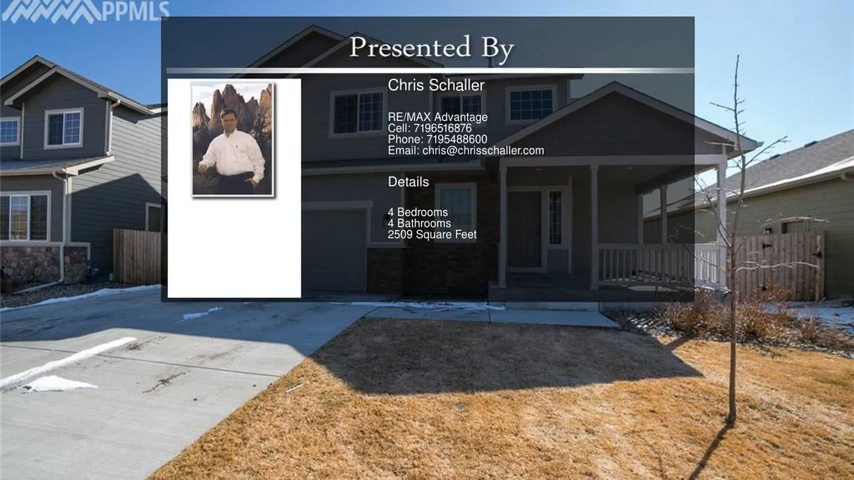 PPMLS
Presented By
Chris Schaller
RE/MAX Advantage
Cell: 7196516876
Phone: 7195488600
Email: chris@chrisschaller.com
Details
4 Bedrooms
4 Bathrooms
2509 Square Feet